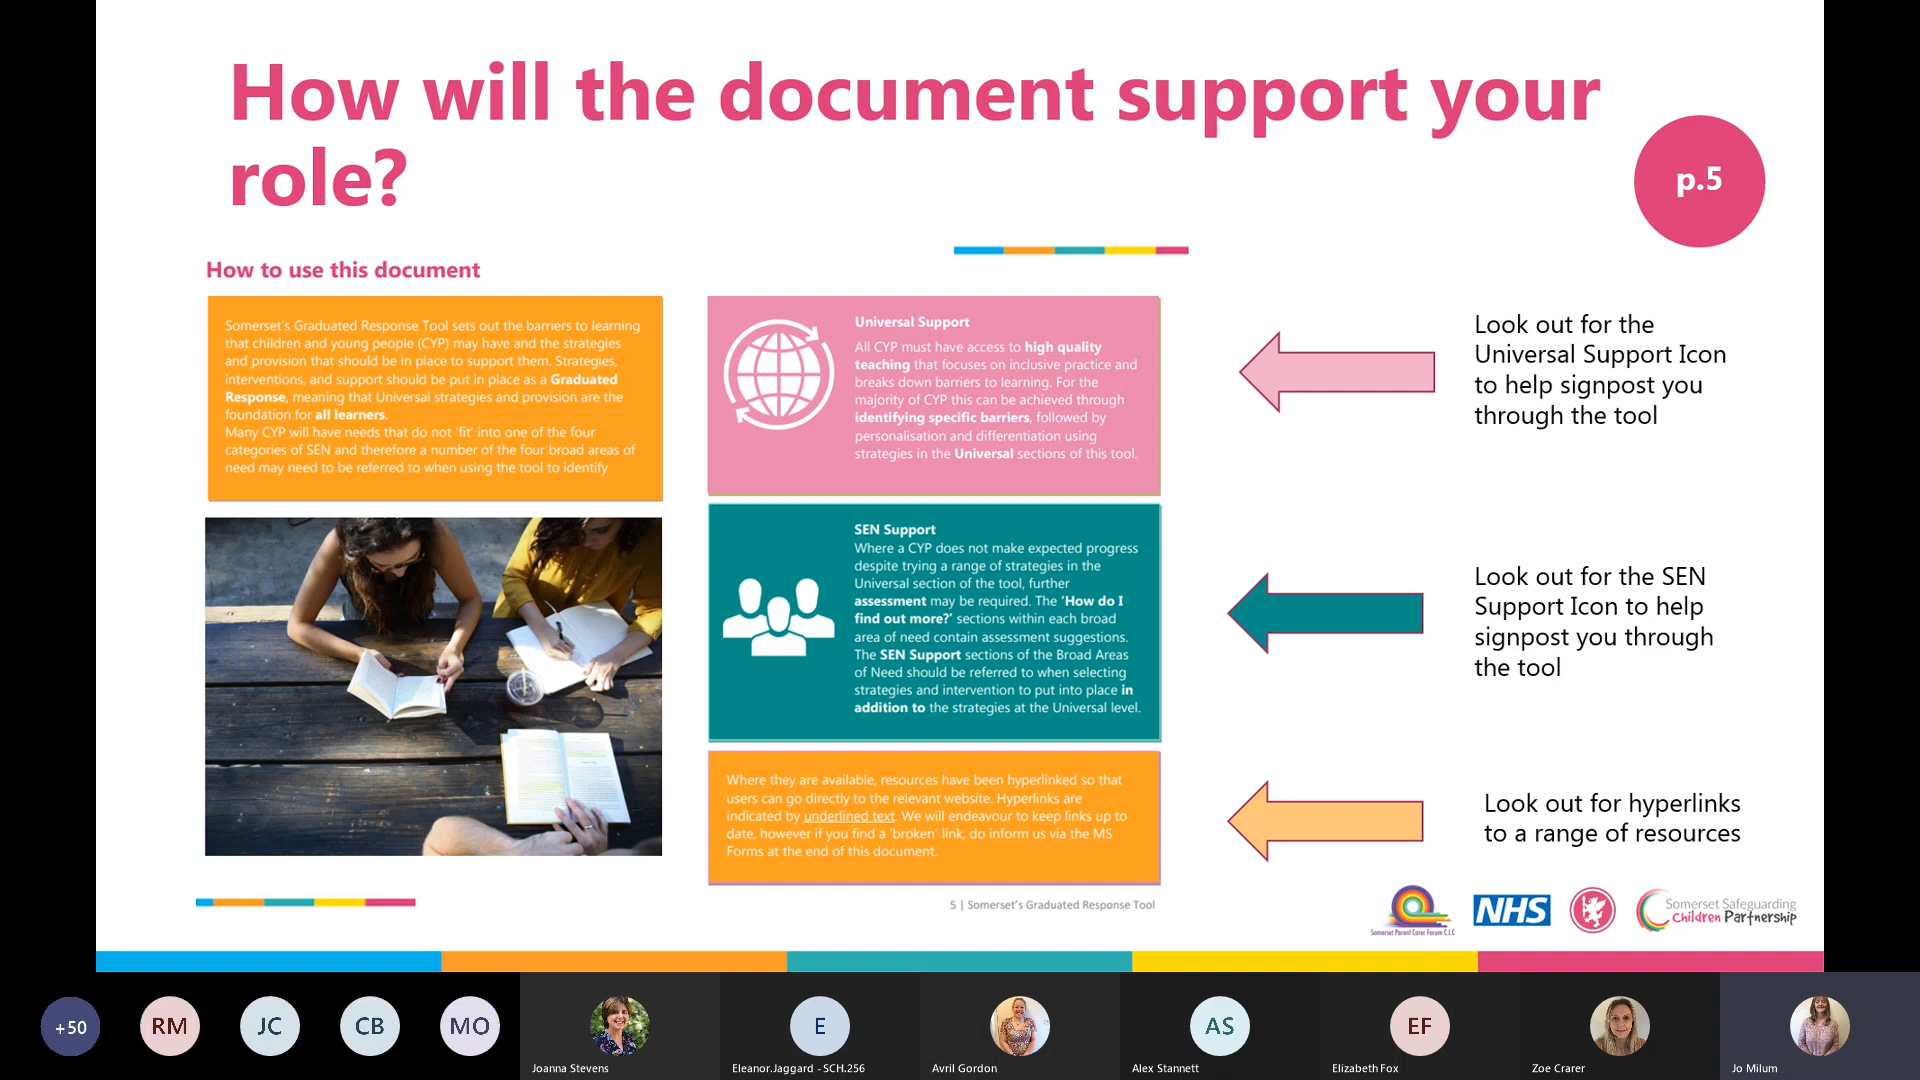 How will the document support your
role?
p.5
How to use this document
Somerset's Graduated Response Tool sets out the barriers to learning
that children and young people (CYP) may have and the strategies
and provision that should be in place to support them. Strategies,
interventions, and support should be put in place as a Graduated
Response, meaning that Universal strategies and provision are the
foundation for all learners.
Many CYP will have needs that do not 'fit' into one of the four
categories of SEN and therefore a number of the four broad areas of
need may need to be referred to when using the tool to identify
Universal Support
All CYP must have access to high quality
teaching that focuses on inclusive practice and
breaks down barriers to learning. For the
majority of CYP this can be achieved through
identifying specific barriers, followed by
personalisation and differentiation using
strategies in the Universal sections of this tool.
SEN Support
Where a CYP does not make expected progress
despite trying a range of strategies in the
Universal section of the tool, further
assessment may be required. The 'How do I
find out more?' sections within each broad
area of need contain assessment suggestions.
The SEN Support sections of the Broad Areas
of Need should be referred to when selecting
strategies and intervention to put into place in
addition to the strategies at the Universal level.
Where they are available, resources have been hyperlinked so that
users can go directly to the relevant website. Hyperlinks are
indicated by underlined text. We will endeavour to keep links up to
date, however if you find a 'broken' link, do inform us via the MS
Forms at the end of this document.
5 | Somerset's Graduated Response Tool
Look out for the
Universal Support Icon
to help signpost you
through the tool
Look out for the SEN
Support Icon to help
signpost you through
the tool
Look out for hyperlinks
to a range of resources
Somerset Parent Carer Forum C.I.C
NHS
Somerset Safeguarding
Children Partnership
+50
RM
JC
CB
MO
Joanna Stevens
E
Eleanor.Jaggard - SCH.256
Avril Gordon
AS
Alex Stannett
EF
Elizabeth Fox
Zoe Crarer
Jo Milum